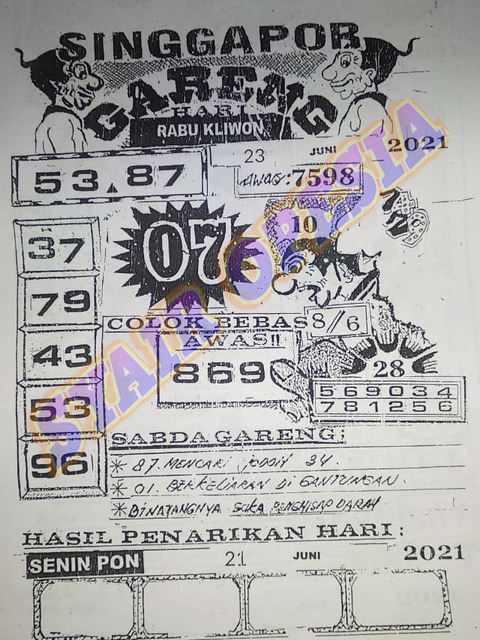 SINGGAPOR
GARENG
HARI
RABU KLIWON
23 JUNI 2021
53.87
AWAS:7598
37
79
43
53
96
07
10
COLOK BEBAS 8/6
AWAS!!
869
28
569034
781256
SABDA GARENG:
* 87. MENCARI JODOH 34.
* 01. BERKELIARAN DI GANTUNGAN
* BINATANGNYA SUKA PENGHISAP DARAH
HASIL PENARIKAN HARI:
SENIN PON 21 JUNI 2021